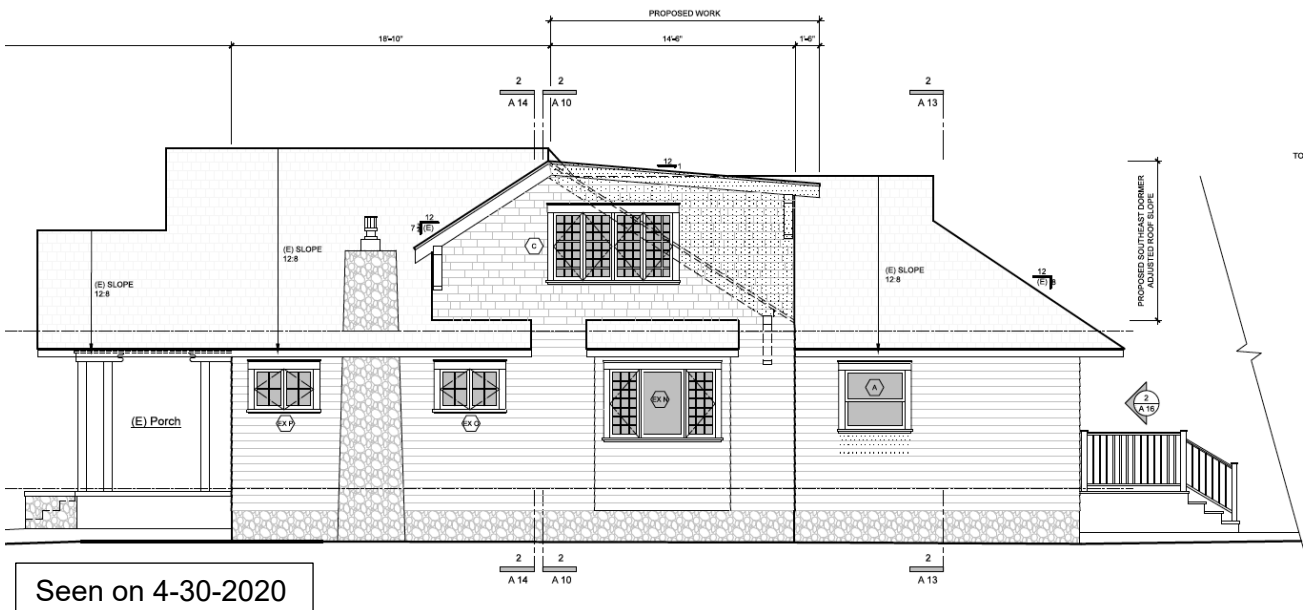 PROPOSED WORK
18'-10"
14'-6"
1'-6"
2
A 14
2
A 10
2
A 13
TO
12
1
12
7
(E)
C
(E) SLOPE
12:8
(E) SLOPE
12:8
(E) SLOPE
12:8
12
(E)
8
PROPOSED SOUTHEAST DORMER
ADJUSTED ROOF SLOPE
(E) Porch
EX P
EX O
EX N
A
2
A 16
2
A 14
2
A 10
2
A 13
Seen on 4-30-2020